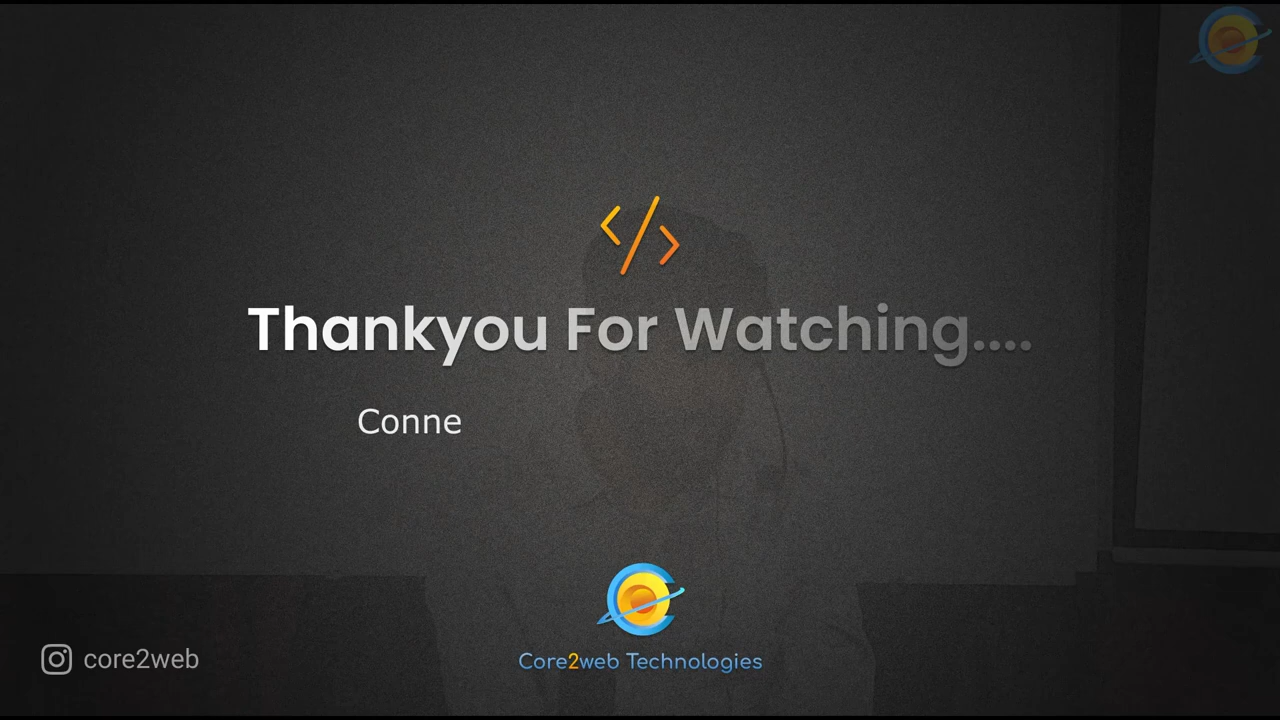 </>
Thankyou For Watching....
Conne
Core2web Technologies
core2web